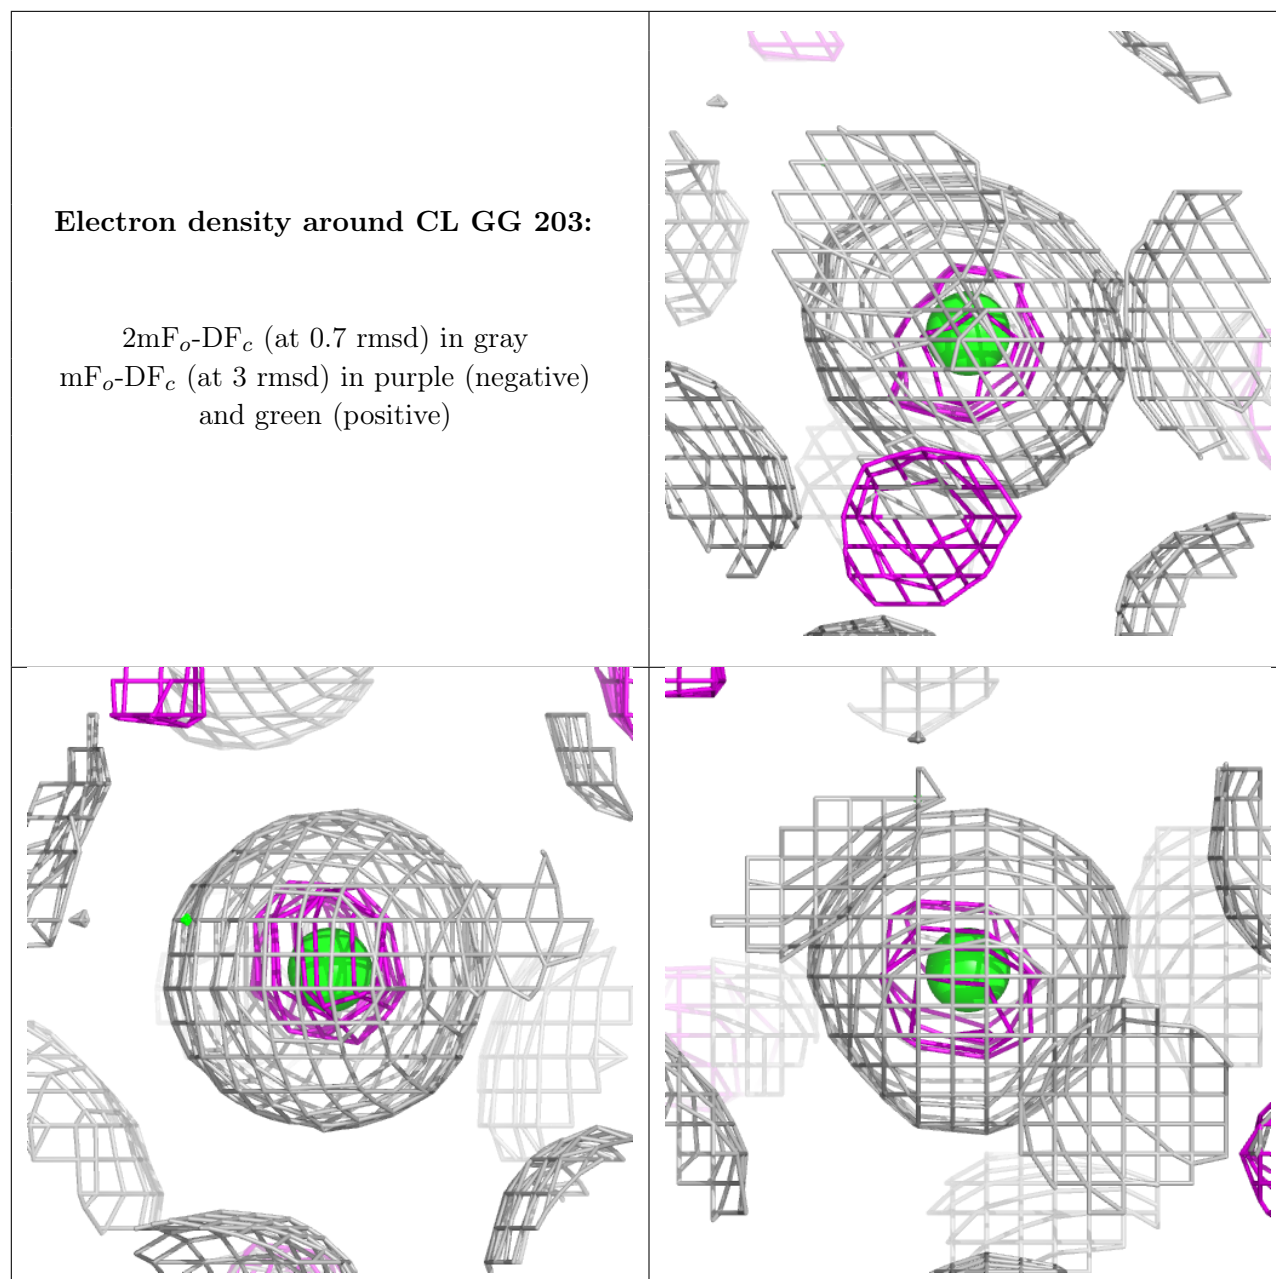 Electron density around CL GG 203:
2mFo-DFc (at 0.7 rmsd) in gray
mFo-DFc (at 3 rmsd) in purple (negative)
and green (positive)